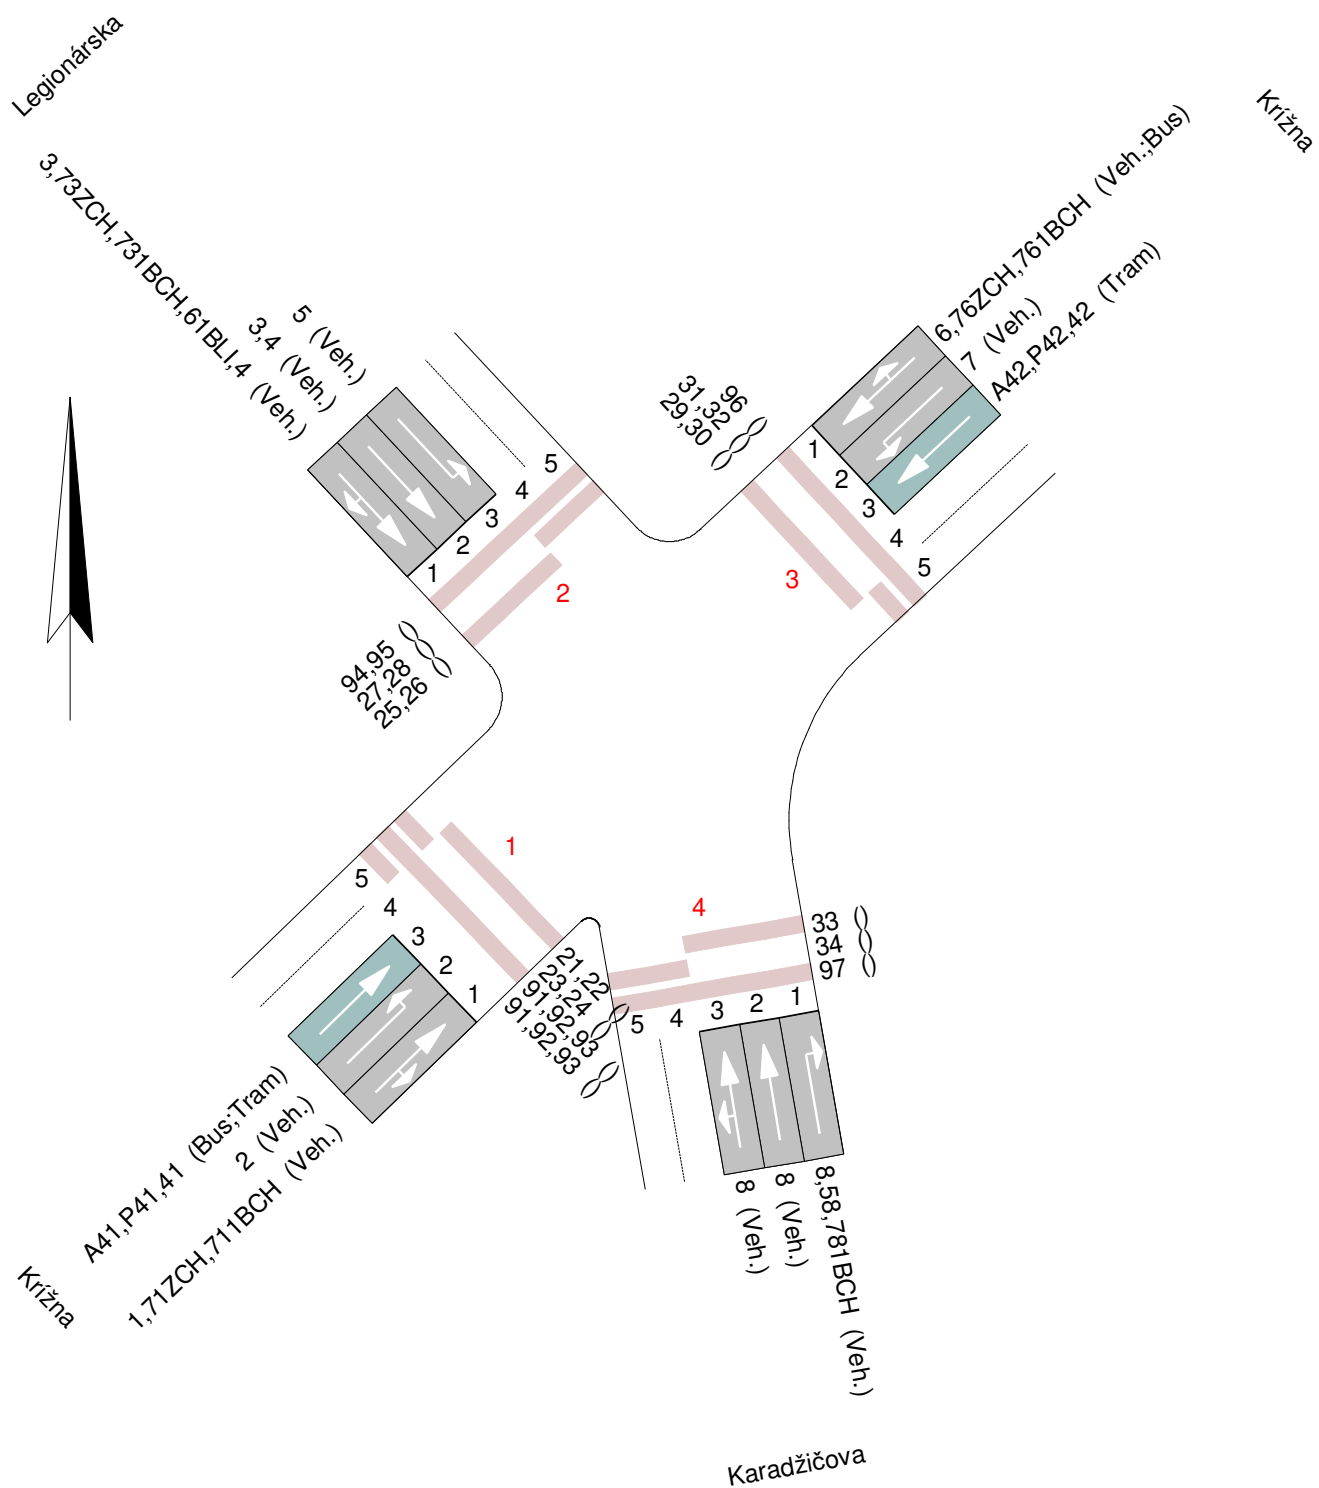 Legionárska
Krížna
3,73ZCH,731BCH,61BLI,4 (Veh.)
3,4 (Veh.)
5 (Veh.)
6,76ZCH,761BCH (Veh.;Bus)
7 (Veh.)
A42,P42,42 (Tram)
96
31,32
29,30
5
4
3
2
1
2
1
2
3
4
5
3
94,95
27,28
25,26
1
5
4
3
2
1
4
33
34
97
21,22
23,24
91,92,93
91,92,93
5
4
3
2
1
A41,P41,41 (Bus;Tram)
2 (Veh.)
1,71ZCH,711BCH (Veh.)
8 (Veh.)
8 (Veh.)
8,58,781BCH (Veh.)
Krížna
Karadžičova